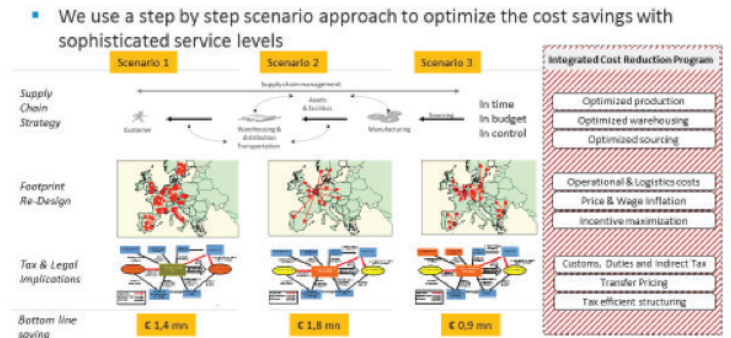 We use a step by step scenario approach to optimize the cost savings with
sophisticated service levels
Scenario 1
Scenario 2
Scenario 3
Integrated Cost Reduction Program
Supply
Chain
Strategy
Supply chain management
Assets
& facilities
Sourcing
Customer
Warehousing &
distribution
Transportation
Manufacturing
In time
In budget
In control
Optimized production
Optimized warehousing
Optimized sourcing
Footprint
Re-Design
Operational & Logistics costs
Price & Wage Inflation
Incentive maximization
Tax & Legal
Implications
Customs, Duties and Indirect Tax
Transfer Pricing
Tax efficient structuring
Bottom line
saving
€ 1,4 mn
€ 1,8 mn
€ 0,9 mn